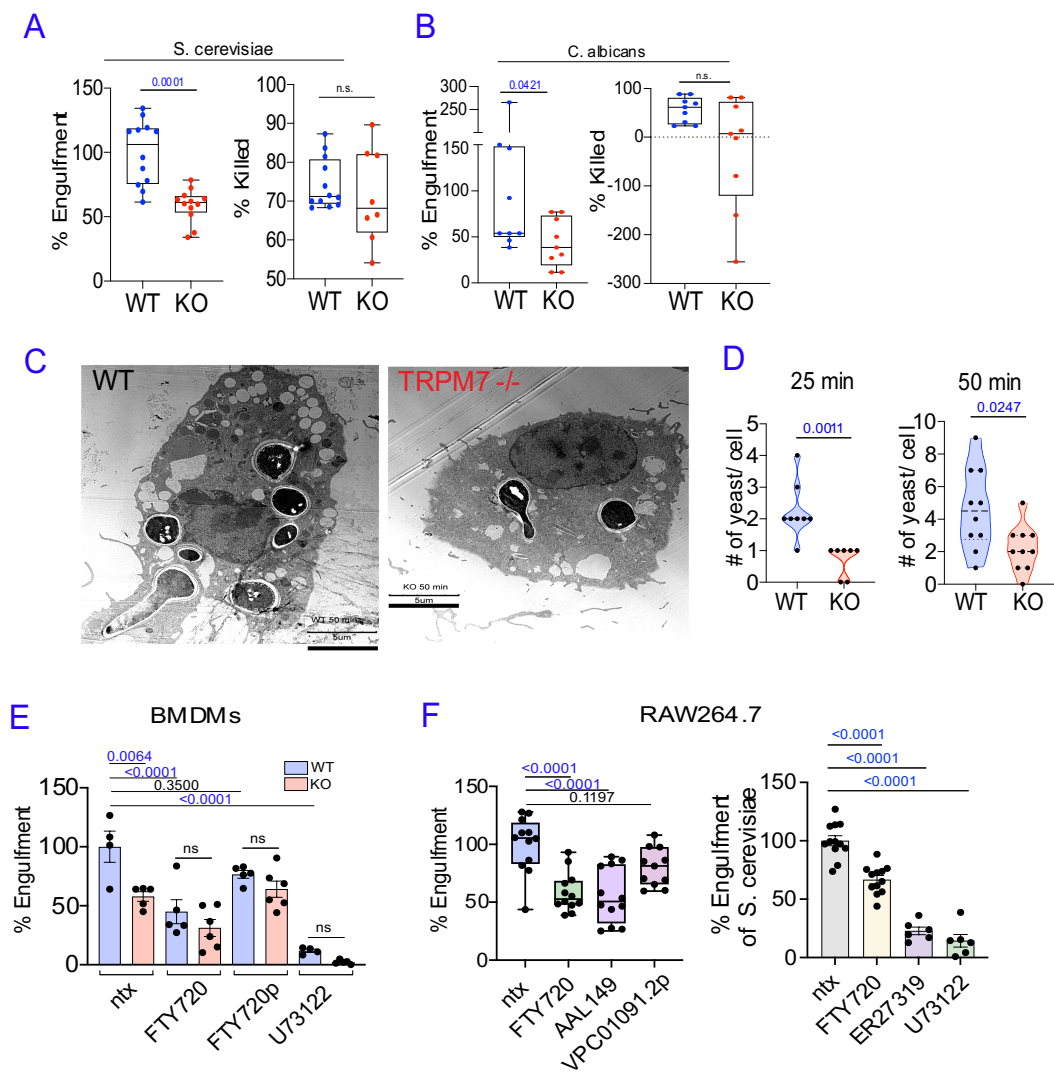 A
B
S. cerevisiae
C. albicans
0.0001
n.s.
0.0421
n.s.
% Engulfment
150
100
50
0
WT KO
% Killed
100
90
80
70
60
50
WT KO
% Engulfment
300
250
150
100
50
0
WT KO
% Killed
100
0
-100
-200
-300
WT KO
C
WT
WT 50 min
5um
TRPM7 -/-
KO 50 min
5um
D
25 min
0.0011
# of yeast/ cell
5
4
3
2
1
0
WT KO
50 min
0.0247
# of yeast/ cell
10
8
6
4
2
0
WT KO
E
BMDMs
0.0064
<0.0001
0.3500
<0.0001
WT
KO
ns
ns
ns
% Engulfment
150
100
50
0
ntx
FTY720
FTY720p
U73122
F
RAW264.7
<0.0001
<0.0001
0.1197
% Engulfment
150
100
50
0
ntx
FTY720
AAL149
VPC01091.2p
<0.0001
<0.0001
<0.0001
% Engulfment
of S. cerevisiae
150
100
50
0
ntx
FTY720
ER27319
U73122